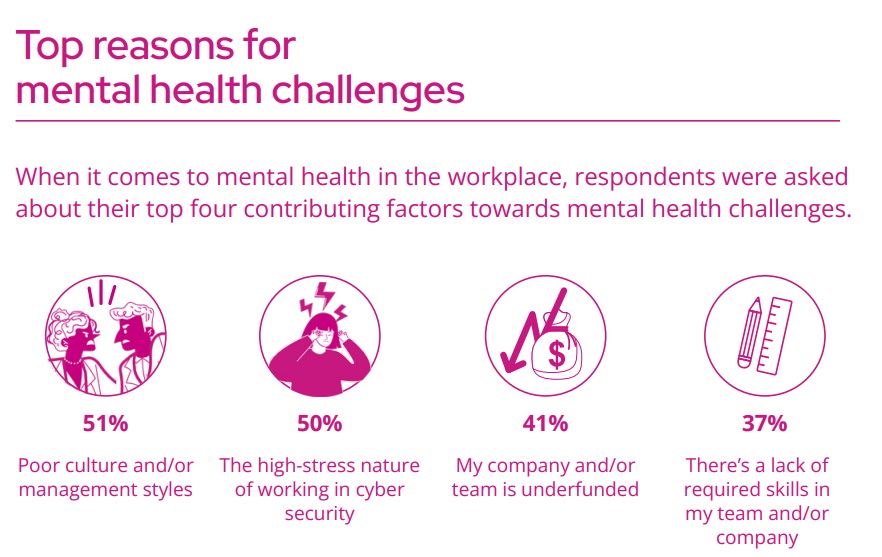 Top reasons for
mental health challenges
When it comes to mental health in the workplace, respondents were asked
about their top four contributing factors towards mental health challenges.
$
51%
Poor culture and/or
management styles
50%
The high-stress nature
of working in cyber
security
41%
My company and/or
team is underfunded
37%
There’s a lack of
required skills in
my team and/or
company